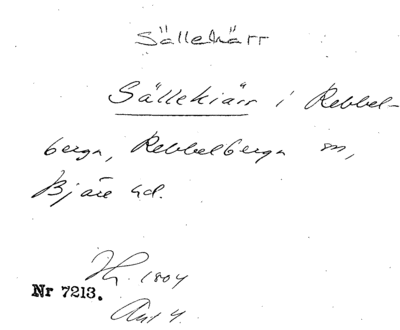 Sällekärr
Sällekiärr i Rebbel-
berga, Rebbelberga sn,
Bjäre hd.
1804
Nr 7213.